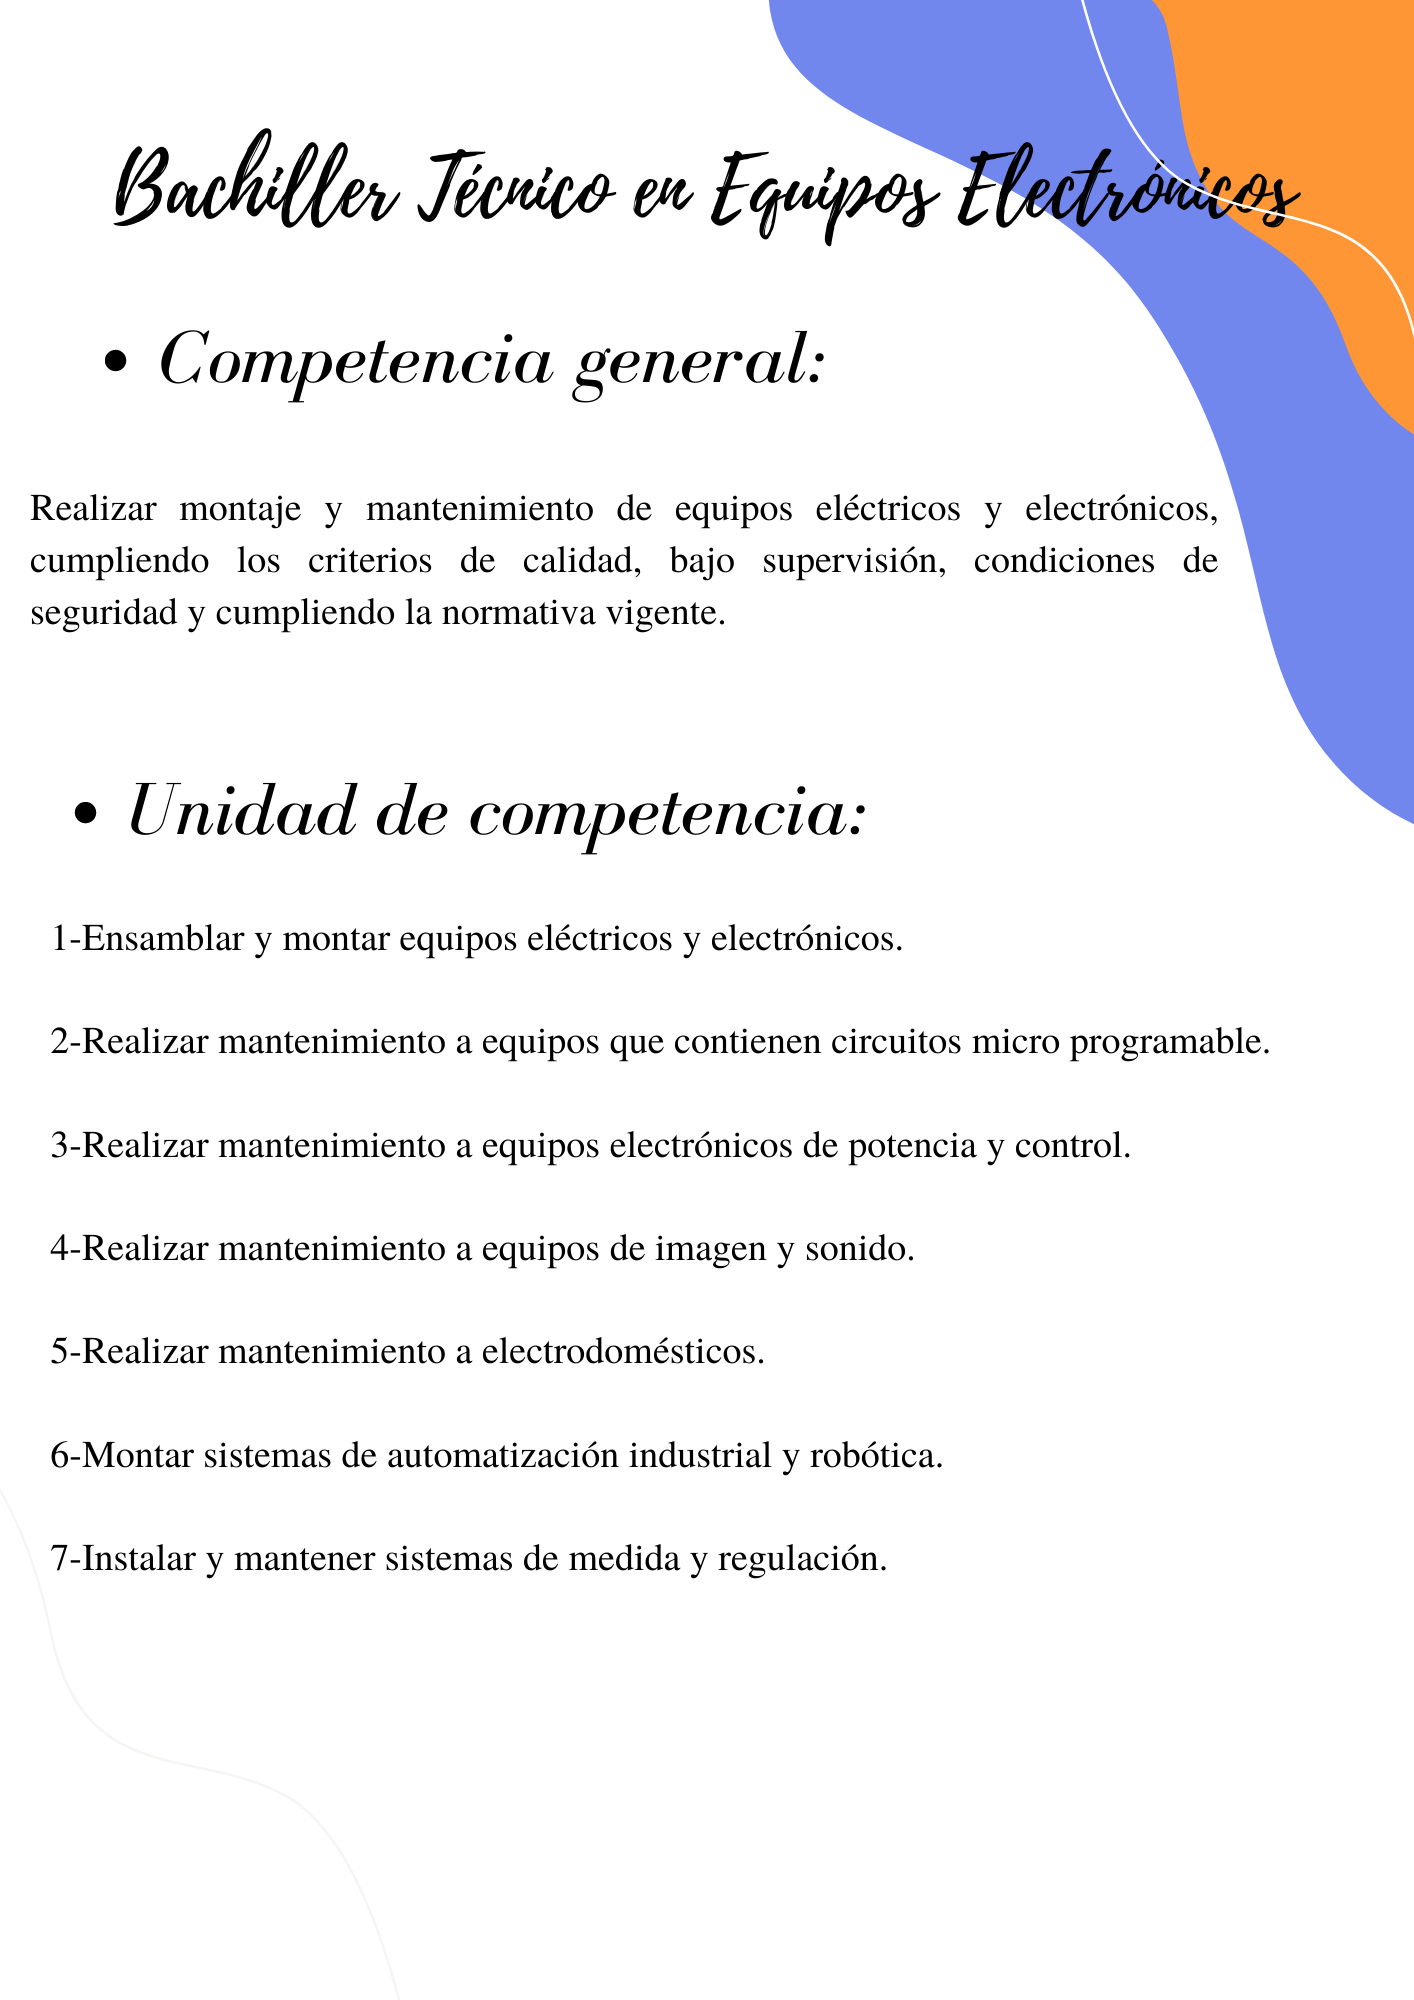 Bachiller Técnico en Equipos Electrónicos
• Competencia general:
Realizar montaje y mantenimiento de equipos eléctricos y electrónicos,
cumpliendo los criterios de calidad, bajo supervisión, condiciones de
seguridad y cumpliendo la normativa vigente.
• Unidad de competencia:
1-Ensamblar y montar equipos eléctricos y electrónicos.
2-Realizar mantenimiento a equipos que contienen circuitos micro programable.
3-Realizar mantenimiento a equipos electrónicos de potencia y control.
4-Realizar mantenimiento a equipos de imagen y sonido.
5-Realizar mantenimiento a electrodomésticos.
6-Montar sistemas de automatización industrial y robótica.
7-Instalar y mantener sistemas de medida y regulación.